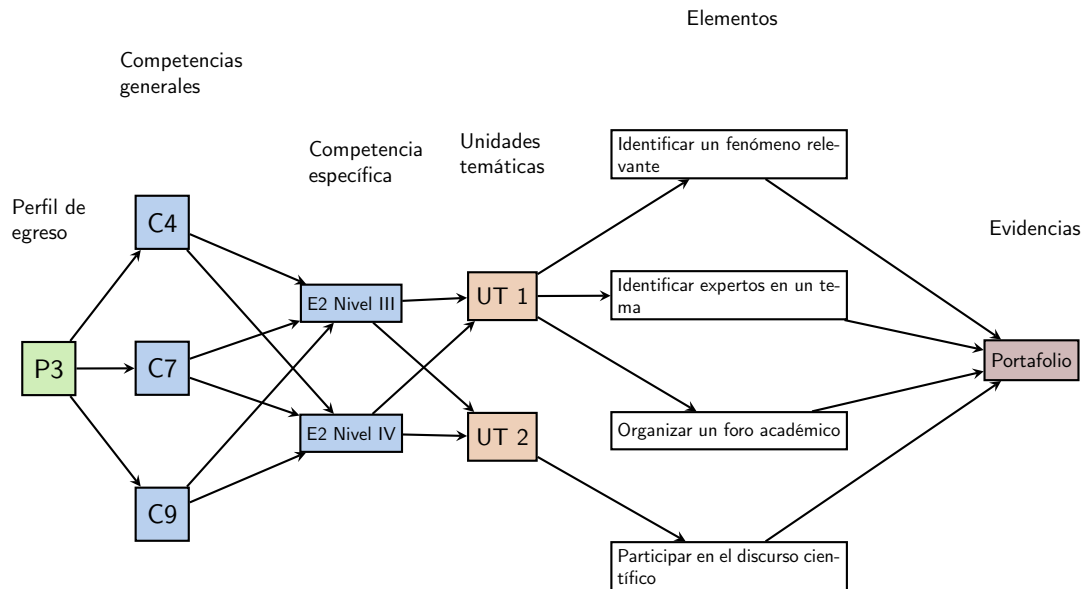 Elementos
Competencias
generales
Competencia
específica
Unidades
temáticas
Identificar un fenómeno rele-
vante
Perfil de
egreso
C4
Evidencias
E2 Nivel III
UT 1
Identificar expertos en un te-
ma
P3
C7
Portafolio
E2 Nivel IV
UT 2
Organizar un foro académico
C9
Participar en el discurso cien-
tífico